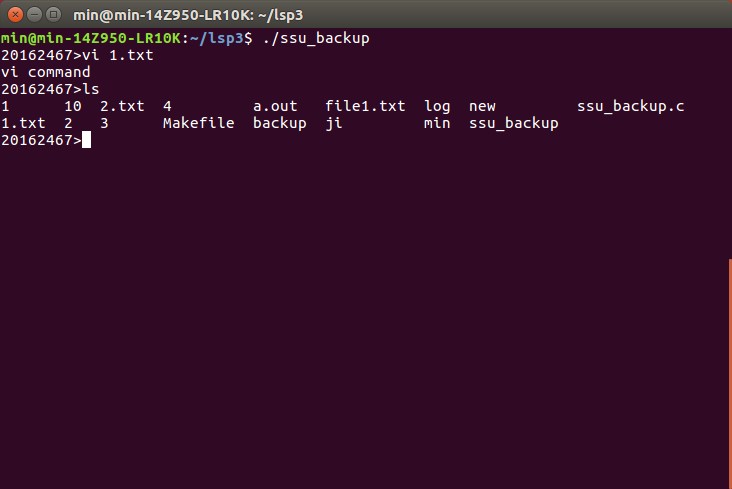 min@min-14Z950-LR10K: ~/lsp3
min@min-14Z950-LR10K:~/lsp3$ ./ssu_backup
20162467>vi 1.txt
vi command
20162467>ls
1      10  2.txt  4         a.out   file1.txt  log  new         ssu_backup.c
1.txt  2   3      Makefile  backup  ji         min  ssu_backup
20162467>